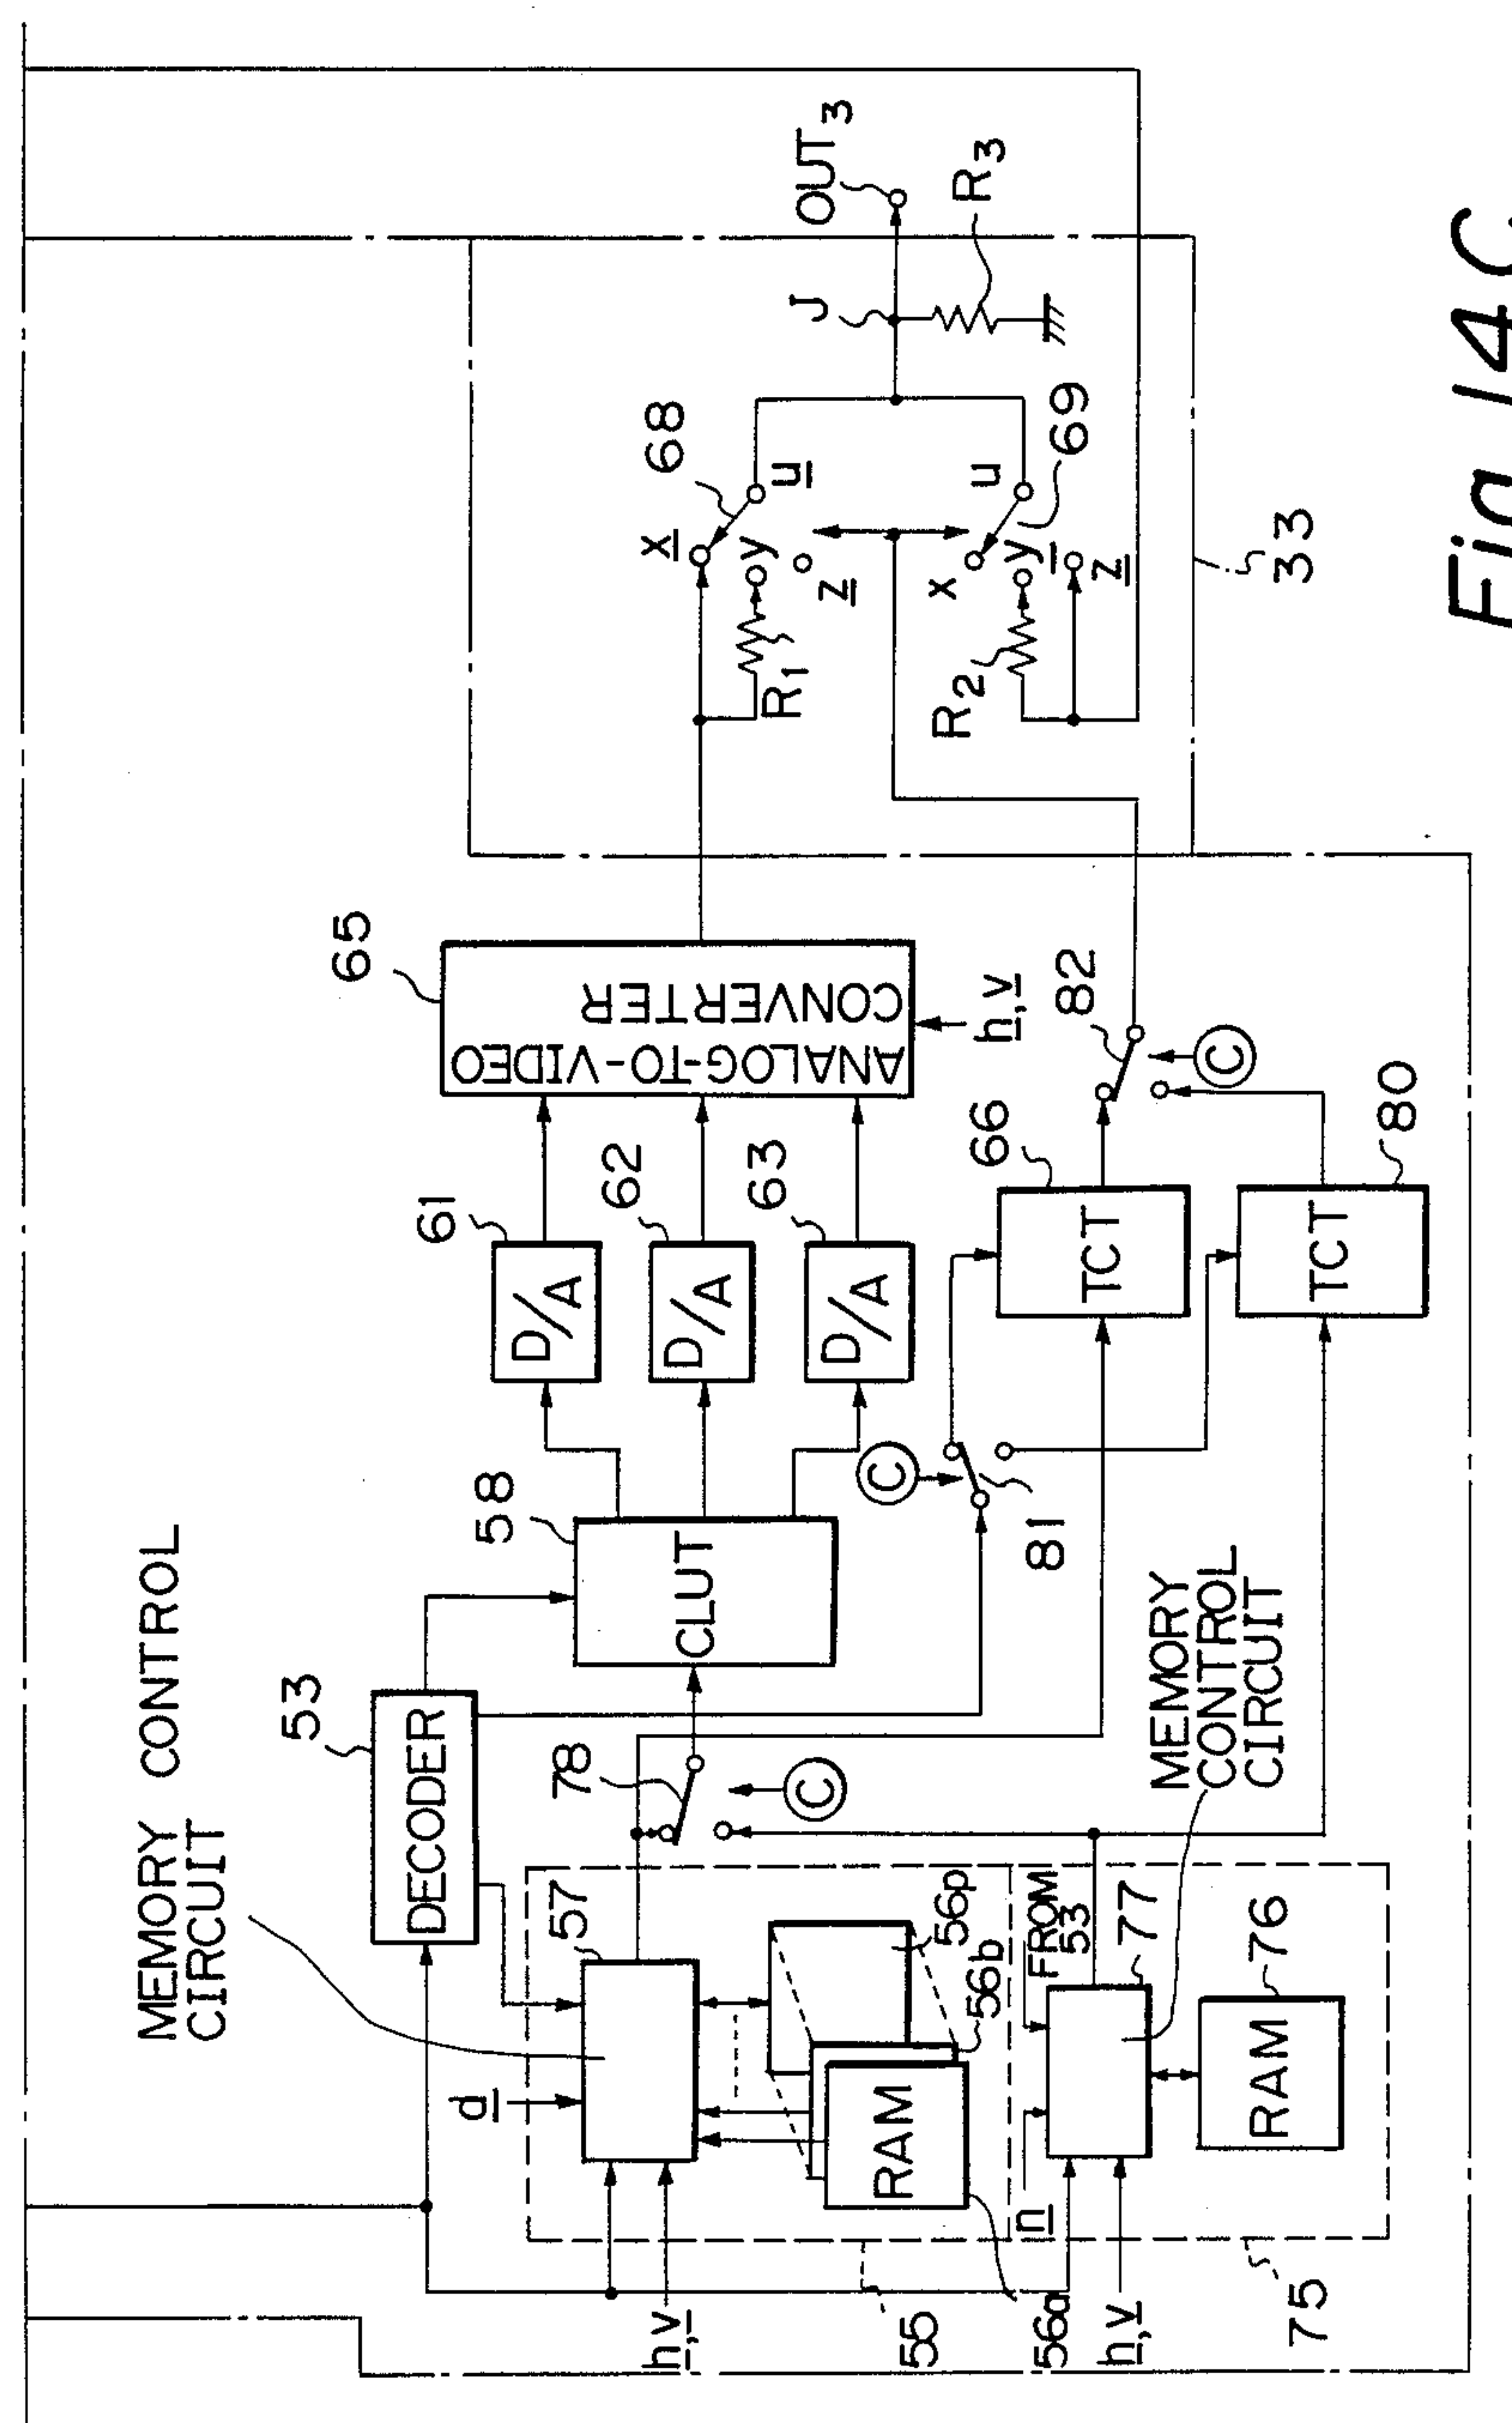 MEMORY CONTROL
CIRCUIT
53
DECODER
57
d
h,v
55
56a
RAM
56b
56p
n
FROM
53
77
h,v
75
76
RAM
MEMORY
CONTROL
CIRCUIT
78
C
58
CLUT
61
D/A
62
D/A
63
D/A
C
81
66
TCT
80
TCT
65
ANALOG-TO-VIDEO
CONVERTER
h,v
82
C
x
y
z
u
68
R1
x
y
z
u
69
R2
J
R3
OUT3
33
Fig. 14C